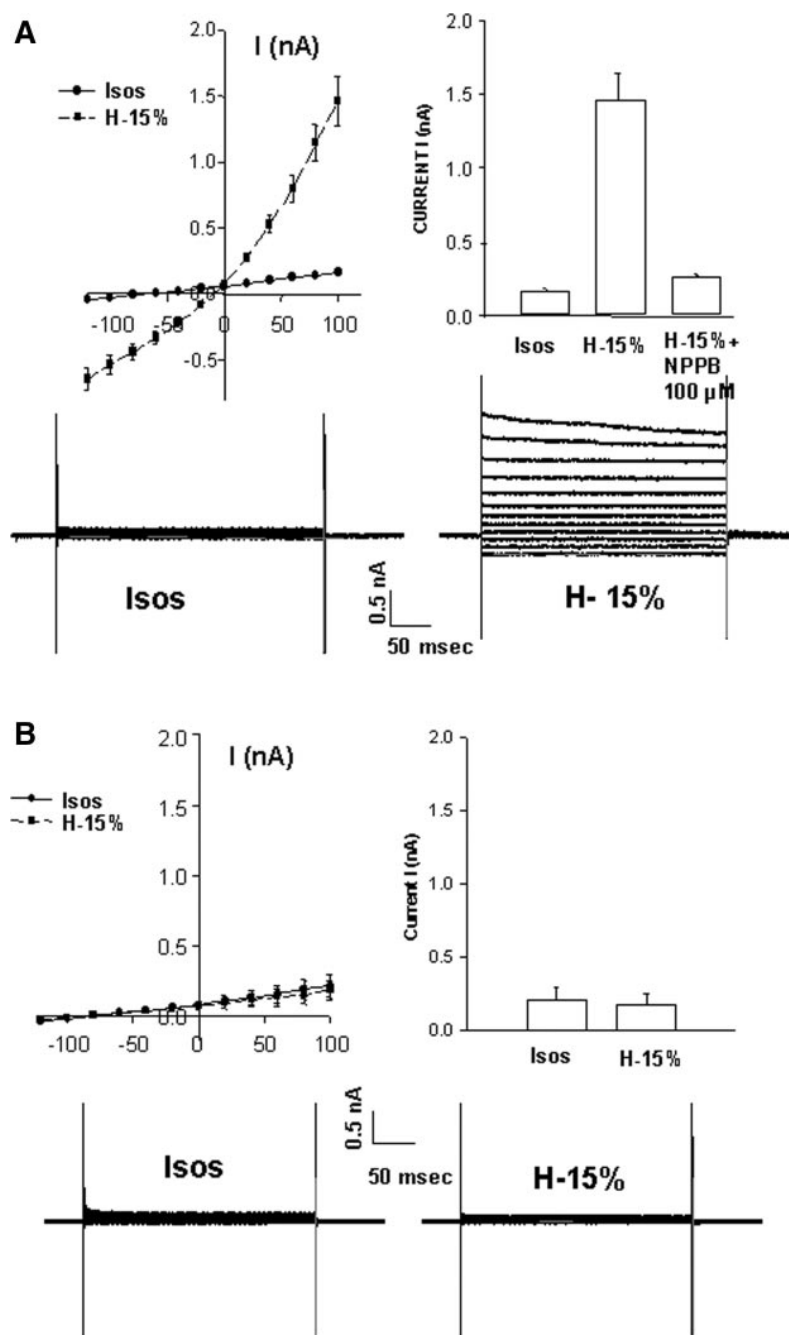 A
I (nA)
Isos
H-15%
2.0
1.5
1.0
0.5
0.0
-0.5
-100
-50
0
50
100
CURRENT I (nA)
2.0
1.5
1.0
0.5
0.0
Isos
H-15%
H-15%+
NPPB
100 µM
Isos
0.5 nA
50 msec
H- 15%
B
I (nA)
Isos
H-15%
2.0
1.5
1.0
0.5
0.0
-100
-50
0
50
100
Current I (nA)
2.0
1.5
1.0
0.5
0.0
Isos
H-15%
Isos
0.5 nA
50 msec
H-15%